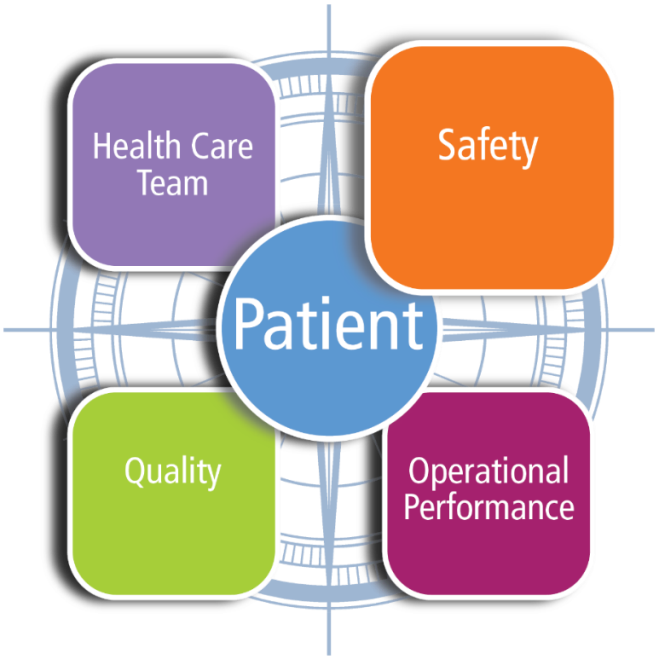 Health Care
Team
Safety
Patient
Quality
Operational
Performance